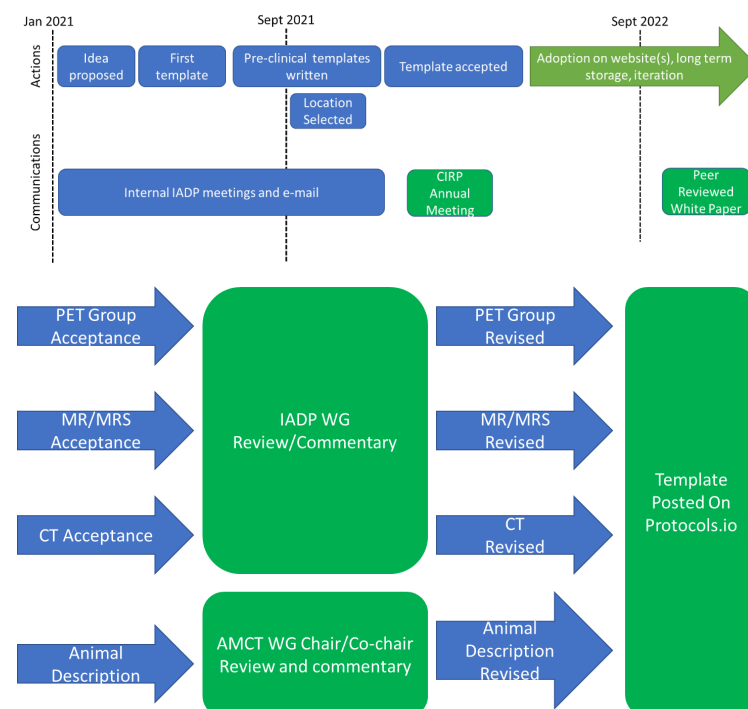 Jan 2021
Sept 2021
Sept 2022
Actions
Idea
proposed
First
template
Pre-clinical templates
written
Template accepted
Adoption on website(s), long term
storage, iteration
Location
Selected
Communications
Internal IADP meetings and e-mail
CIRP
Annual
Meeting
Peer
Reviewed
White Paper
PET Group
Acceptance
PET Group
Revised
MR/MRS
Acceptance
IADP WG
Review/Commentary
MR/MRS
Revised
Template
Posted On
Protocols.io
CT Acceptance
CT
Revised
Animal
Description
AMCT WG Chair/Co-chair
Review and commentary
Animal
Description
Revised